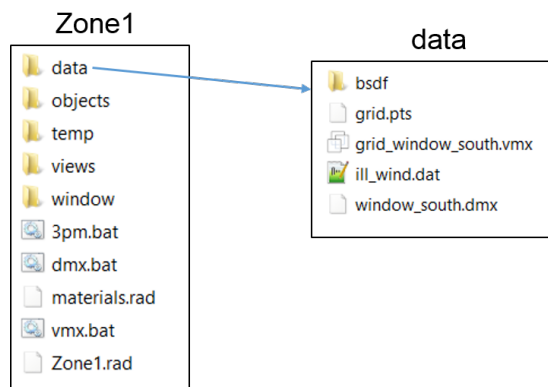 Zone1
data
objects
temp
views
window
3pm.bat
dmx.bat
materials.rad
vmx.bat
Zone1.rad
data
bsdf
grid.pts
grid_window_south.vmx
ill_wind.dat
window_south.dmx